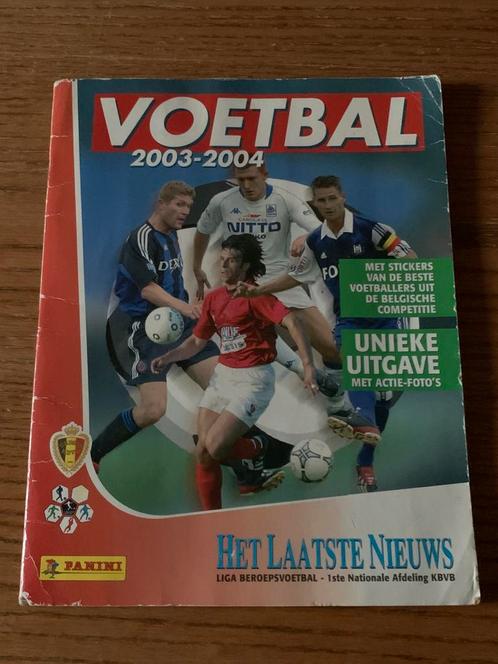 VOETBAL
2003-2004
NITTO
MET STICKERS
VAN DE BESTE
VOETBALLERS UIT
DE BELGISCHE
COMPETITIE
UNIEKE
UITGAVE
MET ACTIE-FOTO'S
HET LAATSTE NIEUWS
LIGA BEROEPSVOETBAL - 1ste Nationale Afdeling KBVB
PANINI